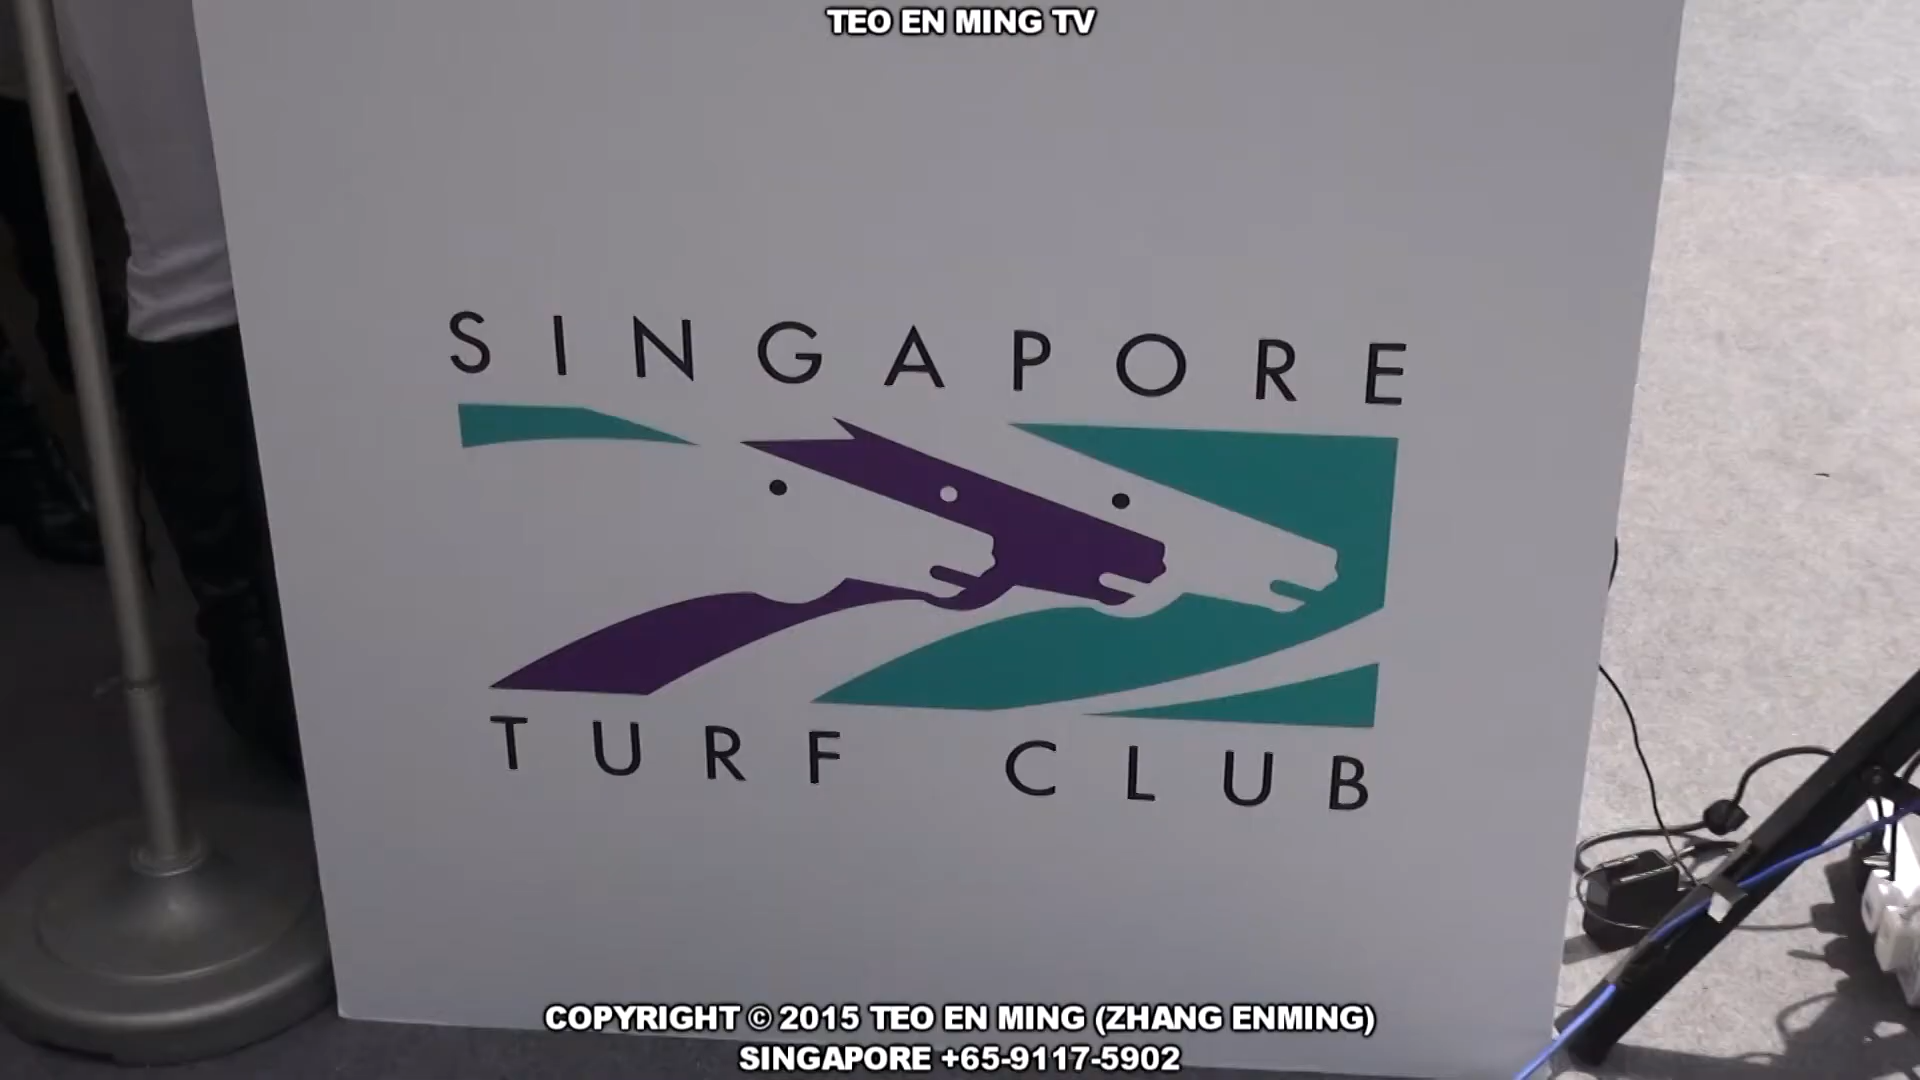 TEO EN MING TV
SINGAPORE
TURF CLUB
COPYRIGHT © 2015 TEO EN MING (ZHANG ENMING)
SINGAPORE +65-9117-5902